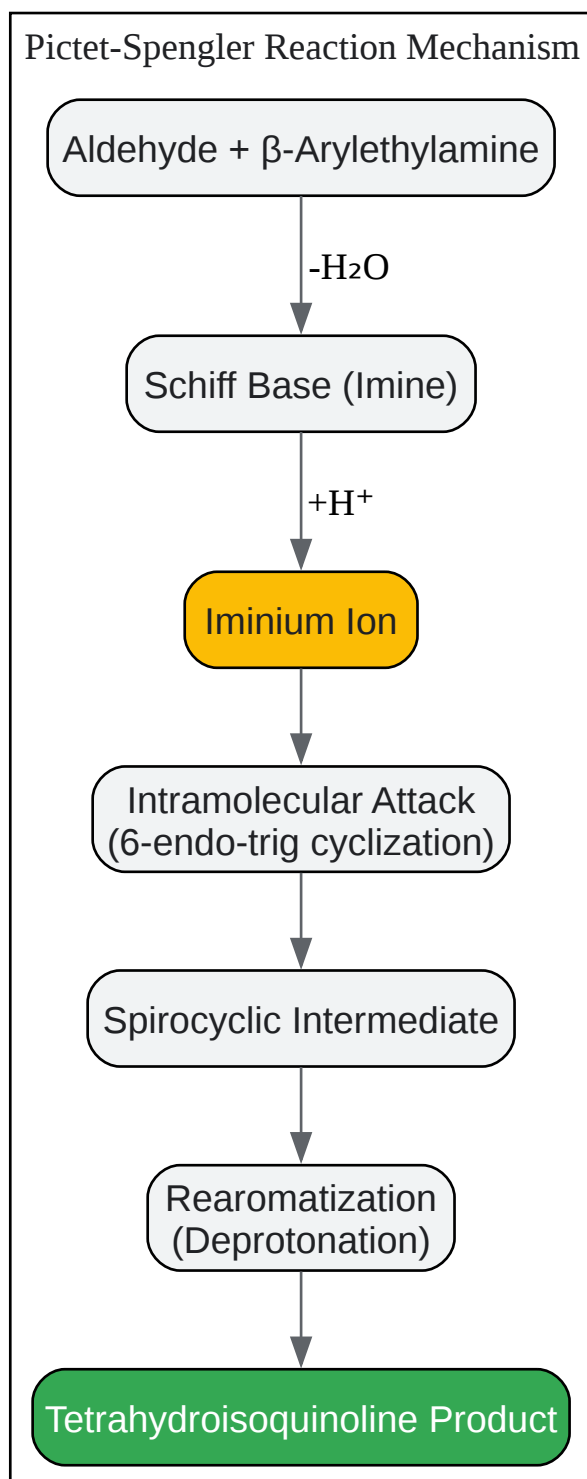 Pictet-Spengler Reaction Mechanism
Aldehyde + β-Arylethylamine
-H₂O
Schiff Base (Imine)
+H⁺
Iminium Ion
Intramolecular Attack
(6-endo-trig cyclization)
Spirocyclic Intermediate
Rearomatization
(Deprotonation)
Tetrahydroisoquinoline Product